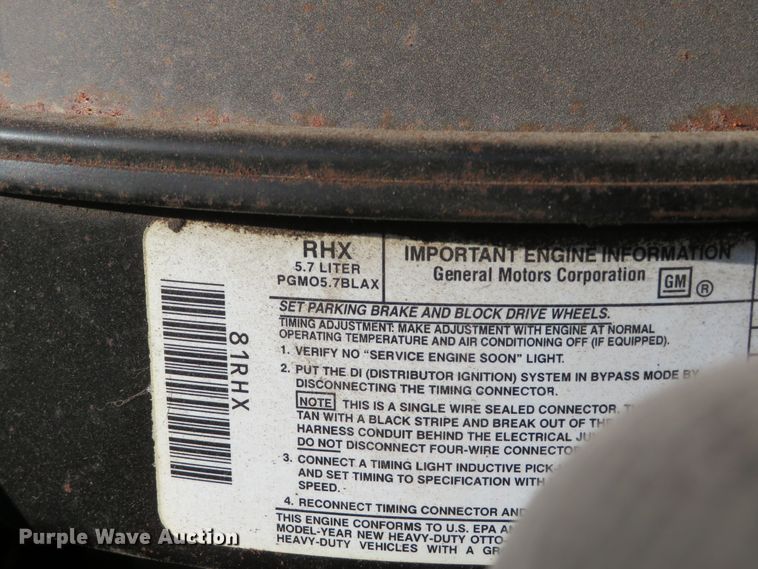 RHX
5.7 LITER
PGMO5.7BLAX
IMPORTANT ENGINE INFORMATION
General Motors Corporation GM ®
81RHX
SET PARKING BRAKE AND BLOCK DRIVE WHEELS.
TIMING ADJUSTMENT: MAKE ADJUSTMENT WITH ENGINE AT NORMAL
OPERATING TEMPERATURE AND AIR CONDITIONING OFF (IF EQUIPPED).
1. VERIFY NO "SERVICE ENGINE SOON" LIGHT.
2. PUT THE DI (DISTRIBUTOR IGNITION) SYSTEM IN BYPASS MODE BY
DISCONNECTING THE TIMING CONNECTOR.
NOTE THIS IS A SINGLE WIRE SEALED CONNECTOR.
TAN WITH A BLACK STRIPE AND BREAK OUT OF THE
HARNESS CONDUIT BEHIND THE ELECTRICAL
DO NOT DISCONNECT FOUR-WIRE CONNECTOR
3. CONNECT A TIMING LIGHT INDUCTIVE PICK-
AND SET TIMING TO SPECIFICATION WITH
SPEED.
4. RECONNECT TIMING CONNECTOR AND
THIS ENGINE CONFORMS TO U.S. EPA
MODEL-YEAR NEW HEAVY-DUTY OTTO-
HEAVY-DUTY VEHICLES WITH A
Purple Wave Auction